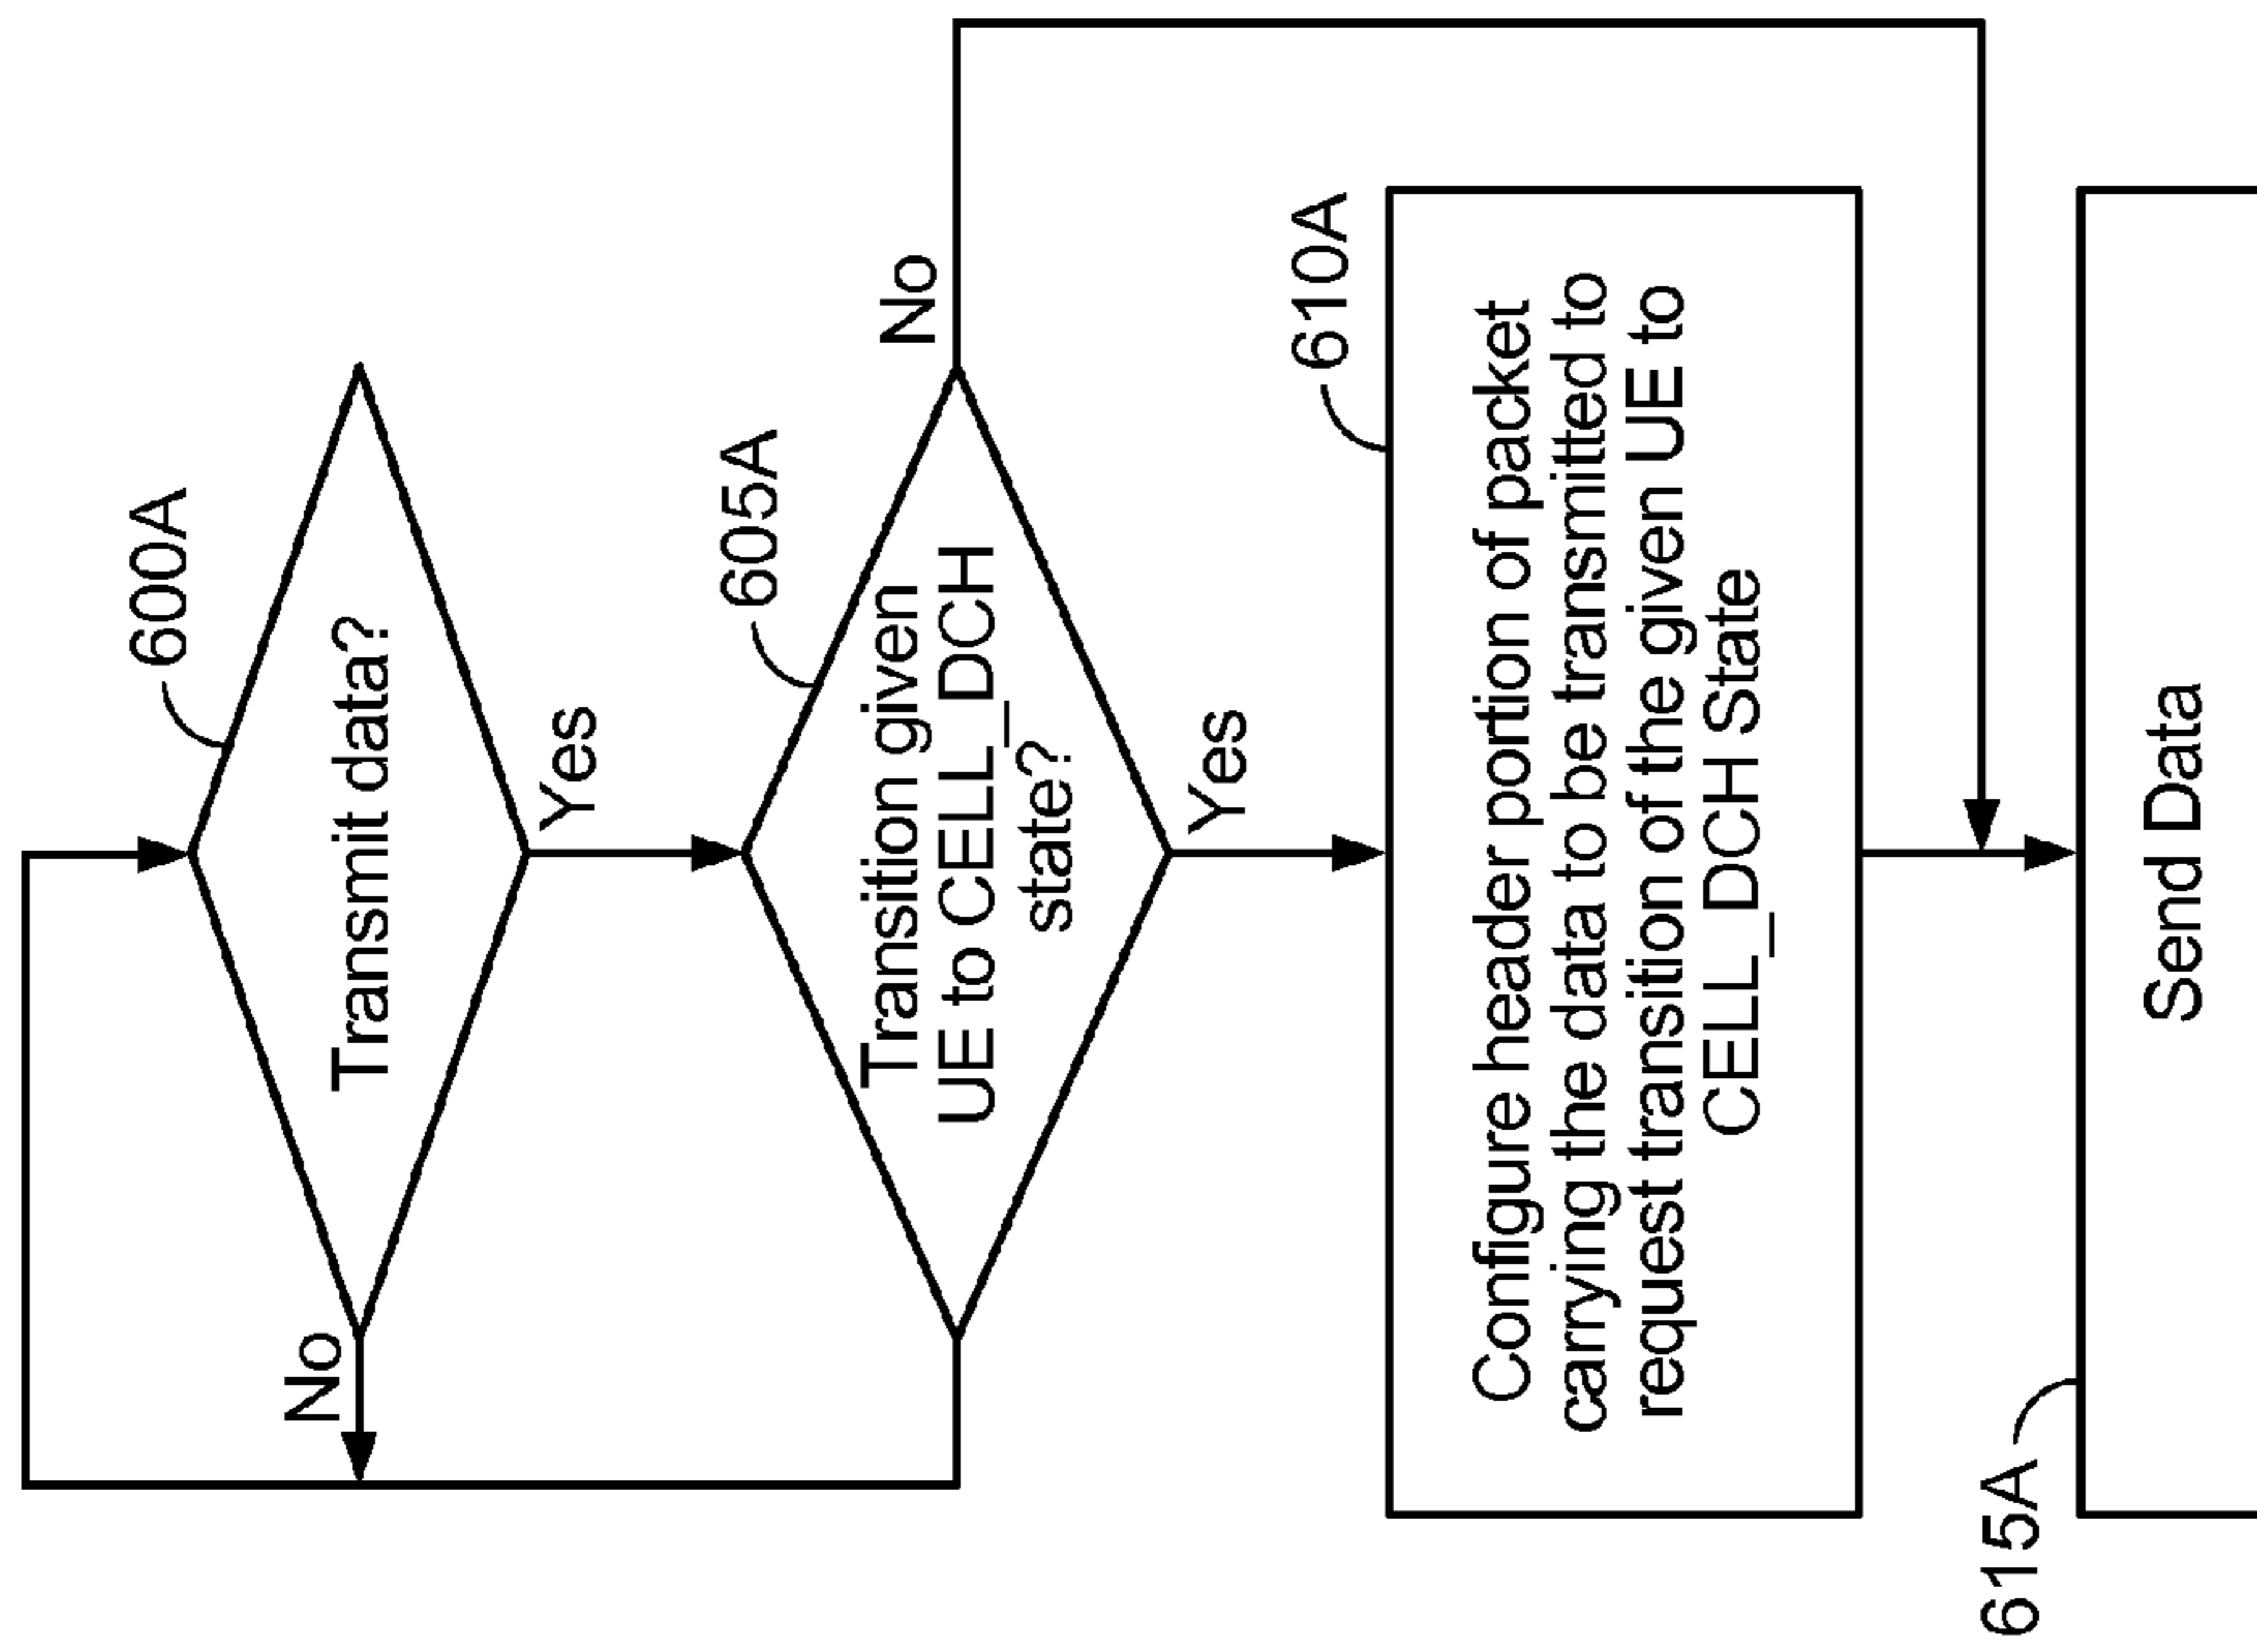 600A
Transmit data?
No
Yes
605A
Transition given
UE to CELL_DCH
state?
No
Yes
610A
Configure header portion of packet
carrying the data to be transmitted to
request transition of the given UE to
CELL_DCH State
615A
Send Data